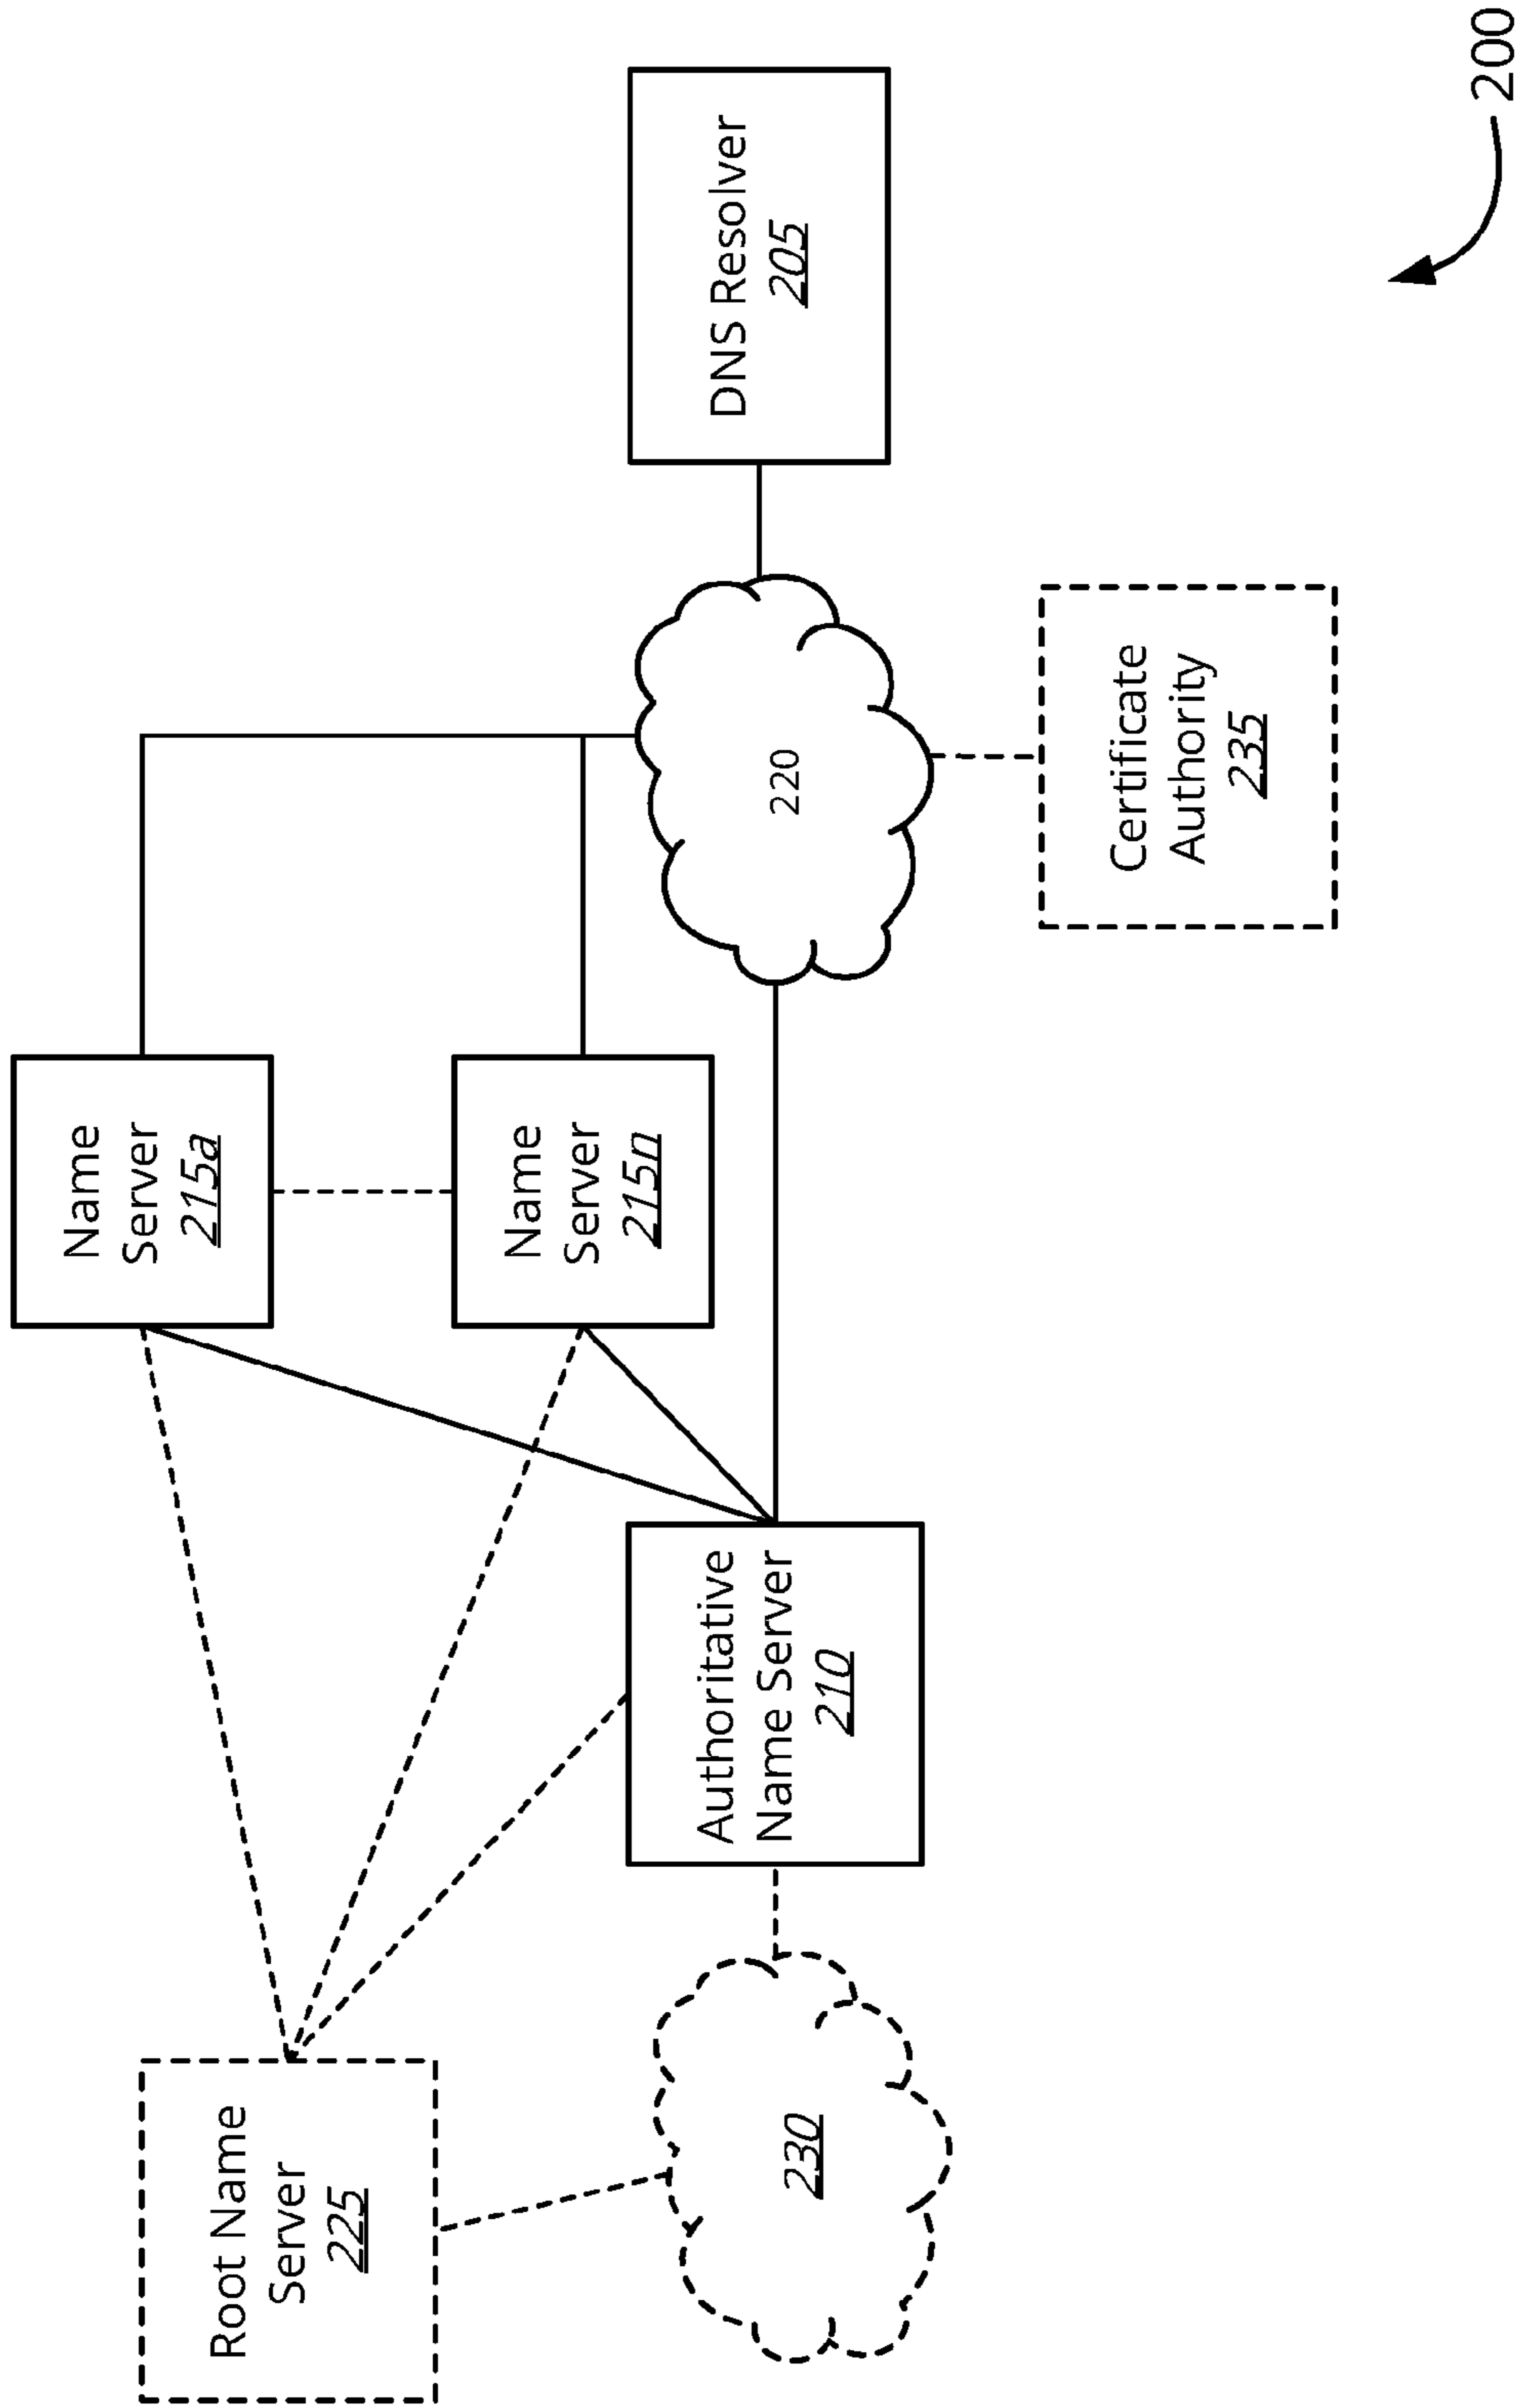 Root Name
Server
225
230
Authoritative
Name Server
210
Name
Server
215a
Name
Server
215n
220
Certificate
Authority
235
DNS Resolver
205
200